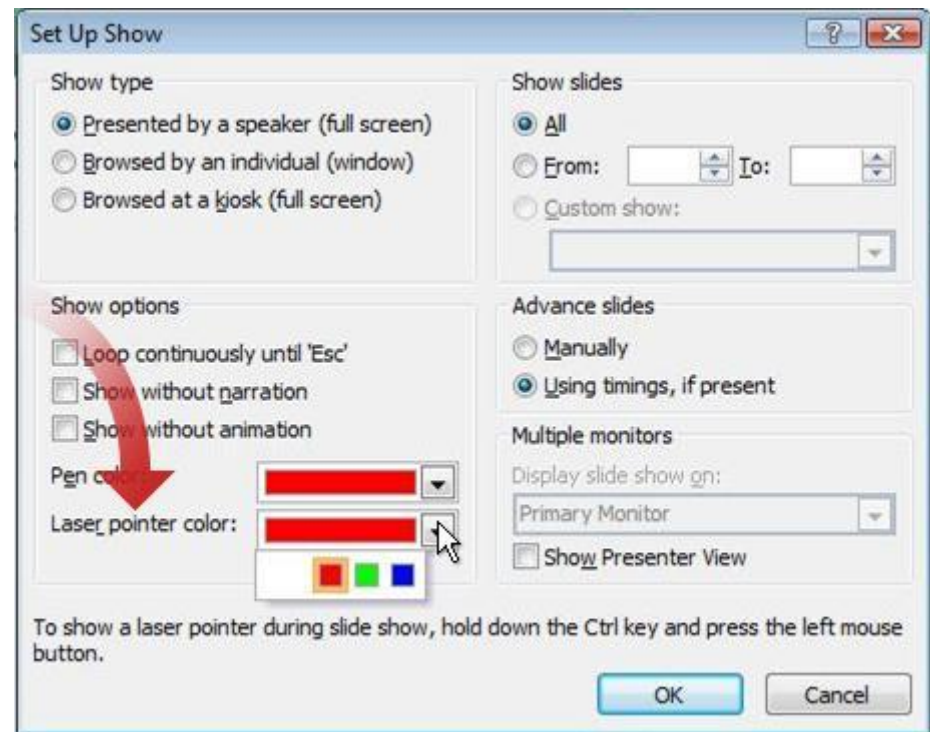 Set Up Show
Show type
Presented by a speaker (full screen)
Browsed by an individual (window)
Browsed at a kiosk (full screen)
Show slides
All
From: To:
Custom show:
Show options
Loop continuously until 'Esc'
Show without narration
Show without animation
Pen color:
Laser pointer color:
Advance slides
Manually
Using timings, if present
Multiple monitors
Display slide show on:
Primary Monitor
Show Presenter View
To show a laser pointer during slide show, hold down the Ctrl key and press the left mouse
button.
OK Cancel